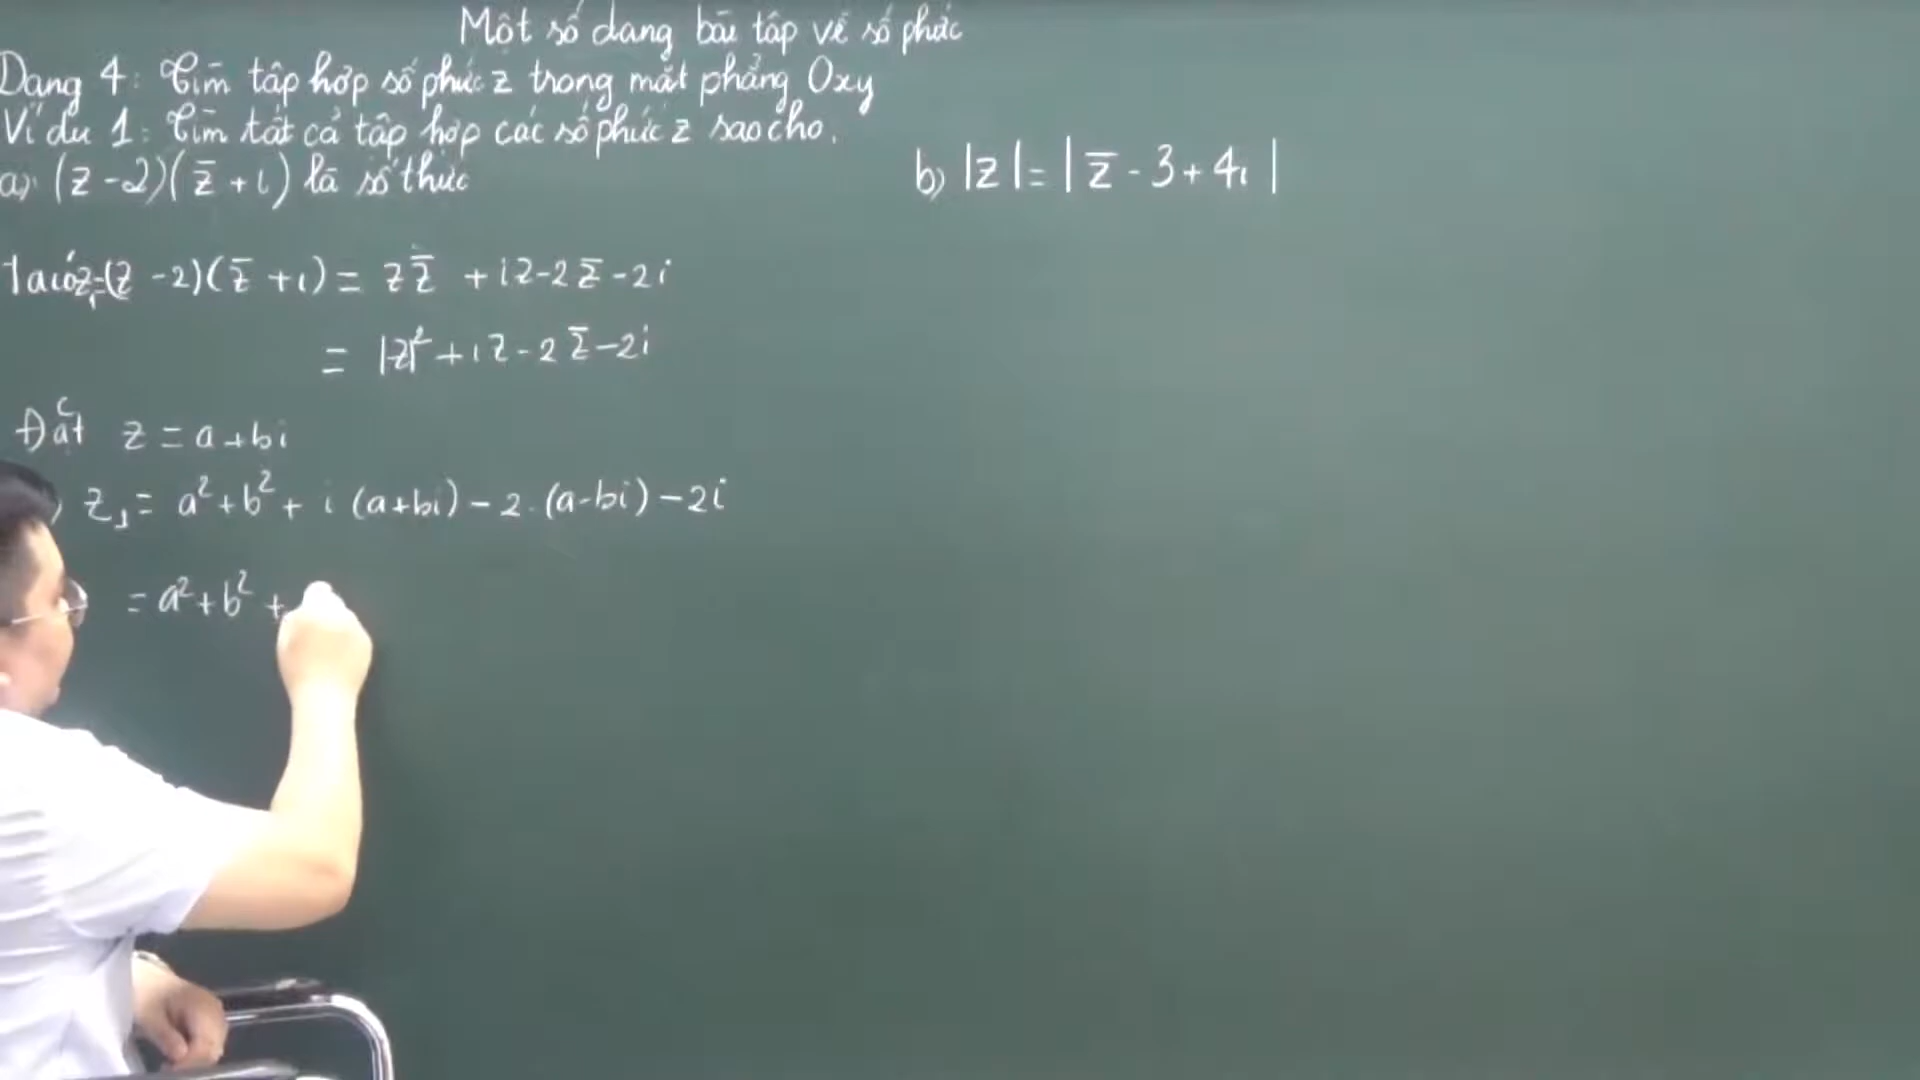 Một số dạng bài tập về số phức
Dạng 4: Tìm tập hợp số phức z trong mặt phẳng Oxy
Ví dụ 1: Tìm tất cả tập hợp các số phức z sao cho.
a) (z - 2)(z̄ + i) là số thức
b) |z| = | z̄ - 3 + 4i |
Ta có z₁=(z - 2)(z̄ + i) = z z̄ + iz - 2 z̄ - 2i
= |z|² + iz - 2 z̄ - 2i
Đặt z = a + bi
z₁ = a² + b² + i (a+bi) - 2.(a-bi) - 2i
= a² + b² +